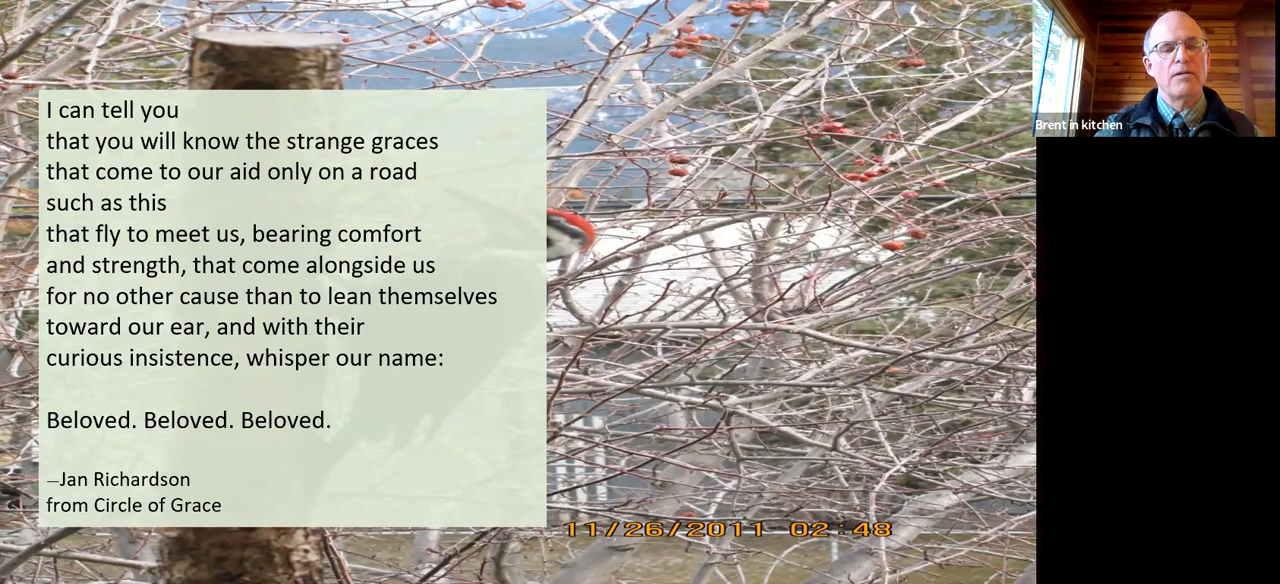 I can tell you
that you will know the strange graces
that come to our aid only on a road
such as this
that fly to meet us, bearing comfort
and strength, that come alongside us
for no other cause than to lean themselves
toward our ear, and with their
curious insistence, whisper our name:
Beloved. Beloved. Beloved.
–Jan Richardson
from Circle of Grace
11/26/2011 02:48
Brent in kitchen